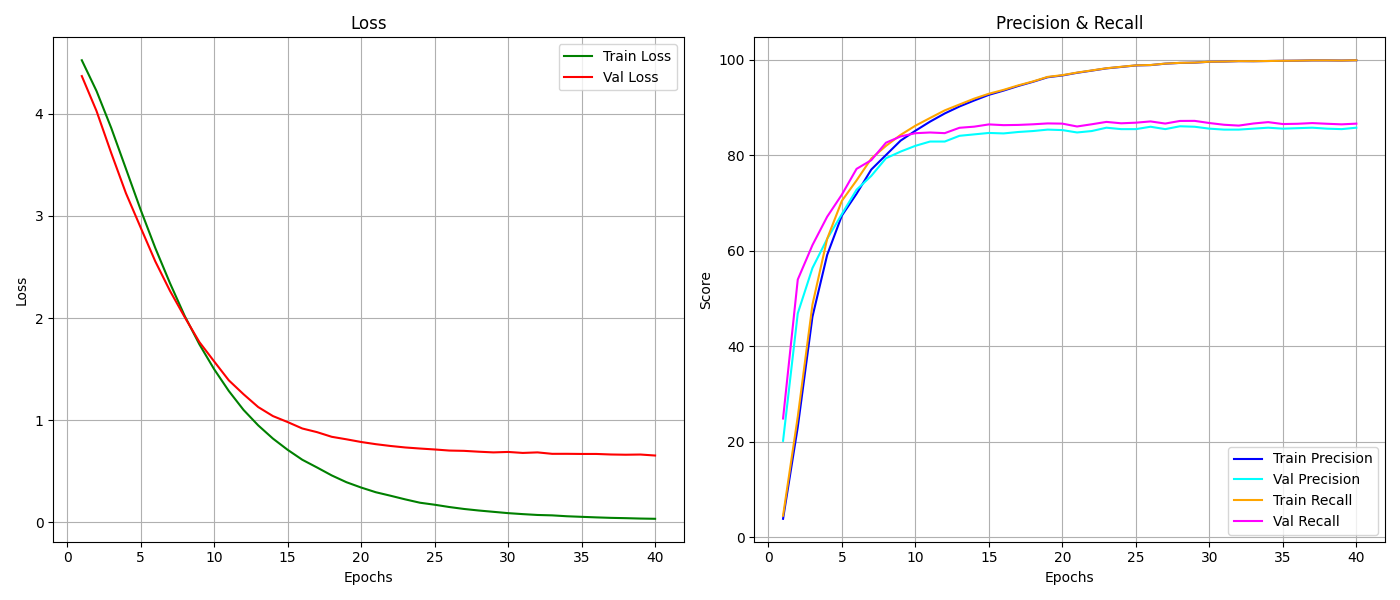 Loss
Train Loss
Val Loss
4
3
2
1
0
Loss
0 5 10 15 20 25 30 35 40
Epochs
Precision & Recall
100
80
60
40
20
0
Score
Train Precision
Val Precision
Train Recall
Val Recall
0 5 10 15 20 25 30 35 40
Epochs